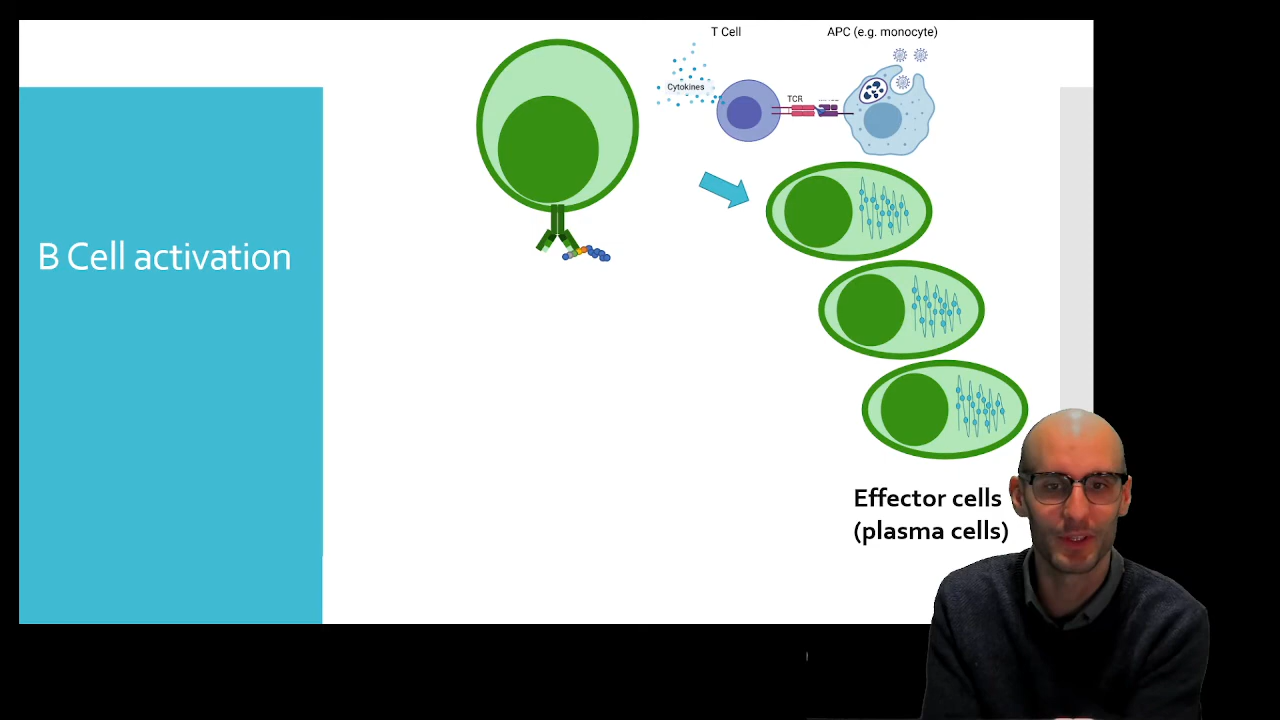 B Cell activation
T Cell
APC (e.g. monocyte)
Cytokines
TCR
Effector cells
(plasma cells)